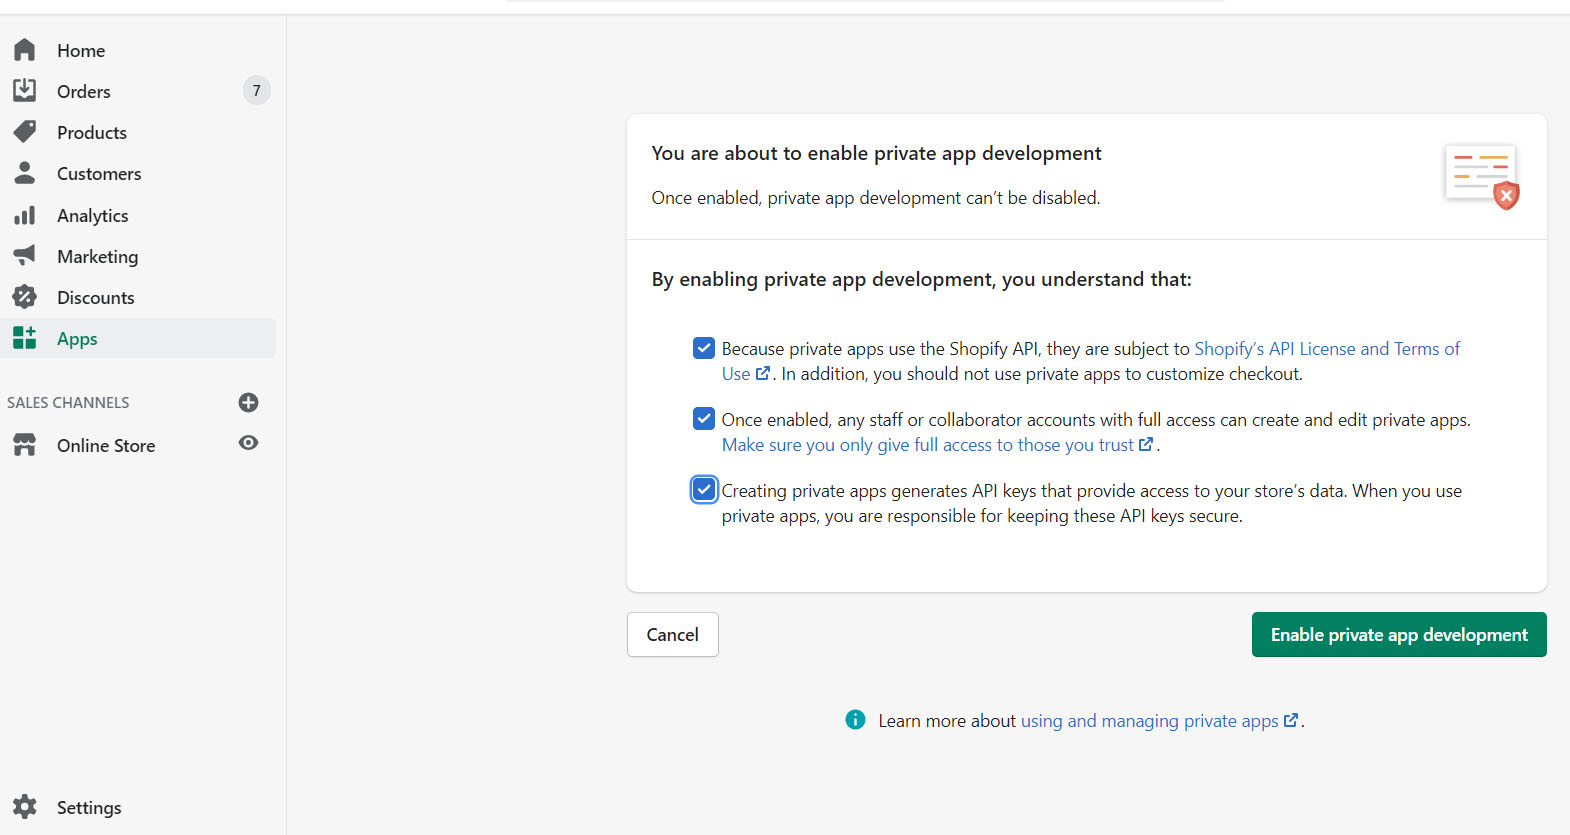 Home
Orders 7
Products
Customers
Analytics
Marketing
Discounts
Apps
SALES CHANNELS
Online Store
Settings
You are about to enable private app development
Once enabled, private app development can’t be disabled.
By enabling private app development, you understand that:
Because private apps use the Shopify API, they are subject to Shopify’s API License and Terms of
Use. In addition, you should not use private apps to customize checkout.
Once enabled, any staff or collaborator accounts with full access can create and edit private apps.
Make sure you only give full access to those you trust.
Creating private apps generates API keys that provide access to your store’s data. When you use
private apps, you are responsible for keeping these API keys secure.
Cancel
Enable private app development
Learn more about using and managing private apps.